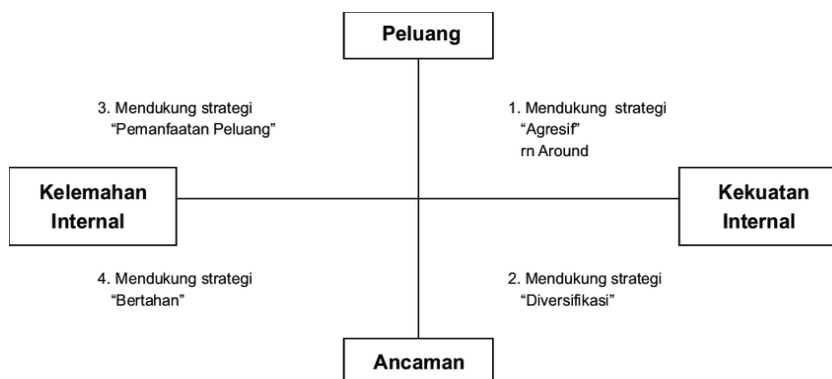 Peluang
3. Mendukung strategi
“Pemanfaatan Peluang”
1. Mendukung strategi
“Agresif”
rn Around
Kelemahan
Internal
Kekuatan
Internal
4. Mendukung strategi
“Bertahan”
2. Mendukung strategi
“Diversifikasi”
Ancaman